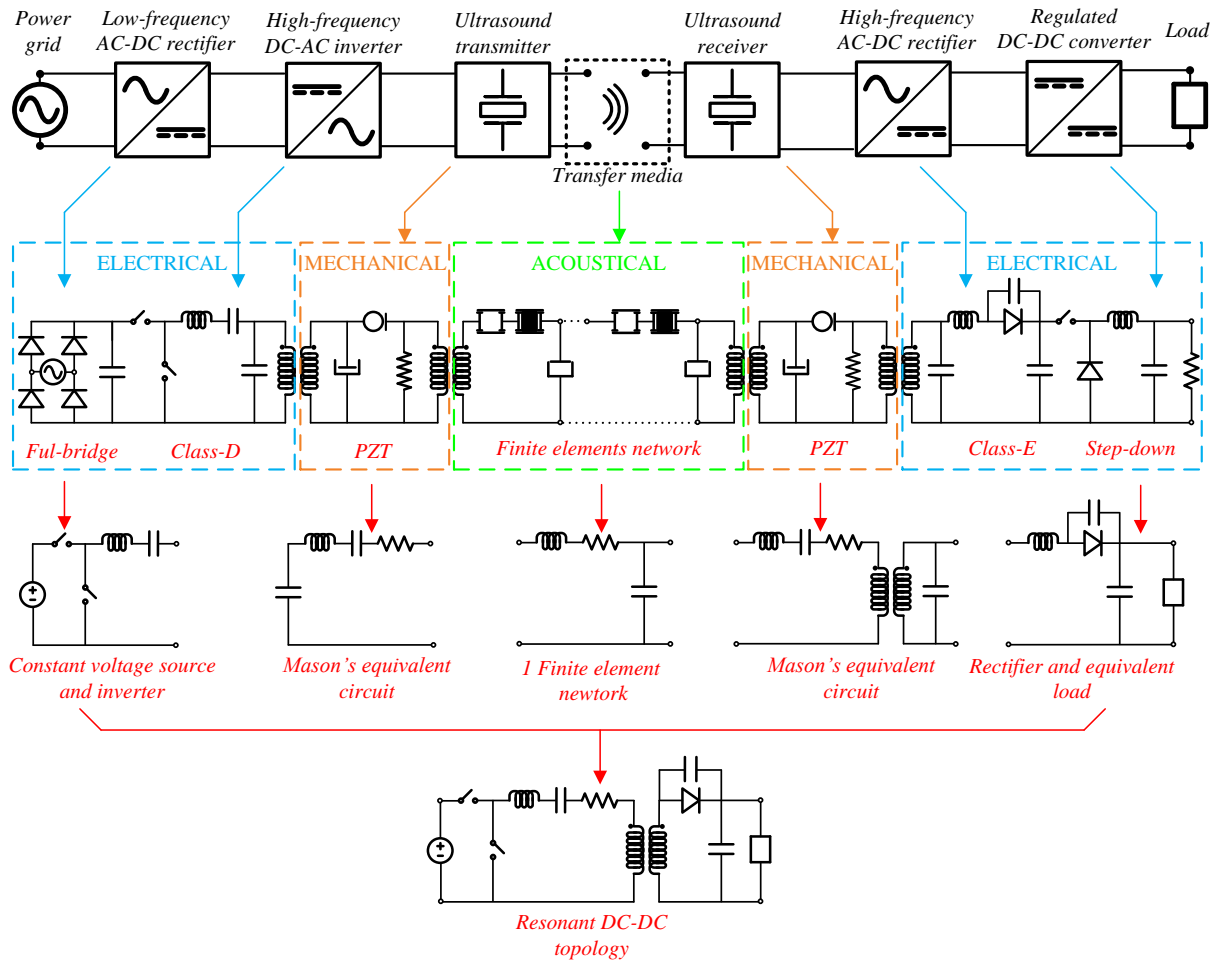 Power
grid
Low-frequency
AC-DC rectifier
High-frequency
DC-AC inverter
Ultrasound
transmitter
Ultrasound
receiver
High-frequency
AC-DC rectifier
Regulated
DC-DC converter
Load
Transfer media
ELECTRICAL
MECHANICAL
ACOUSTICAL
MECHANICAL
ELECTRICAL
Ful-bridge
Class-D
PZT
Finite elements network
PZT
Class-E
Step-down
Constant voltage source
and inverter
Mason's equivalent
circuit
1 Finite element
newtork
Mason's equivalent
circuit
Rectifier and equivalent
load
Resonant DC-DC
topology